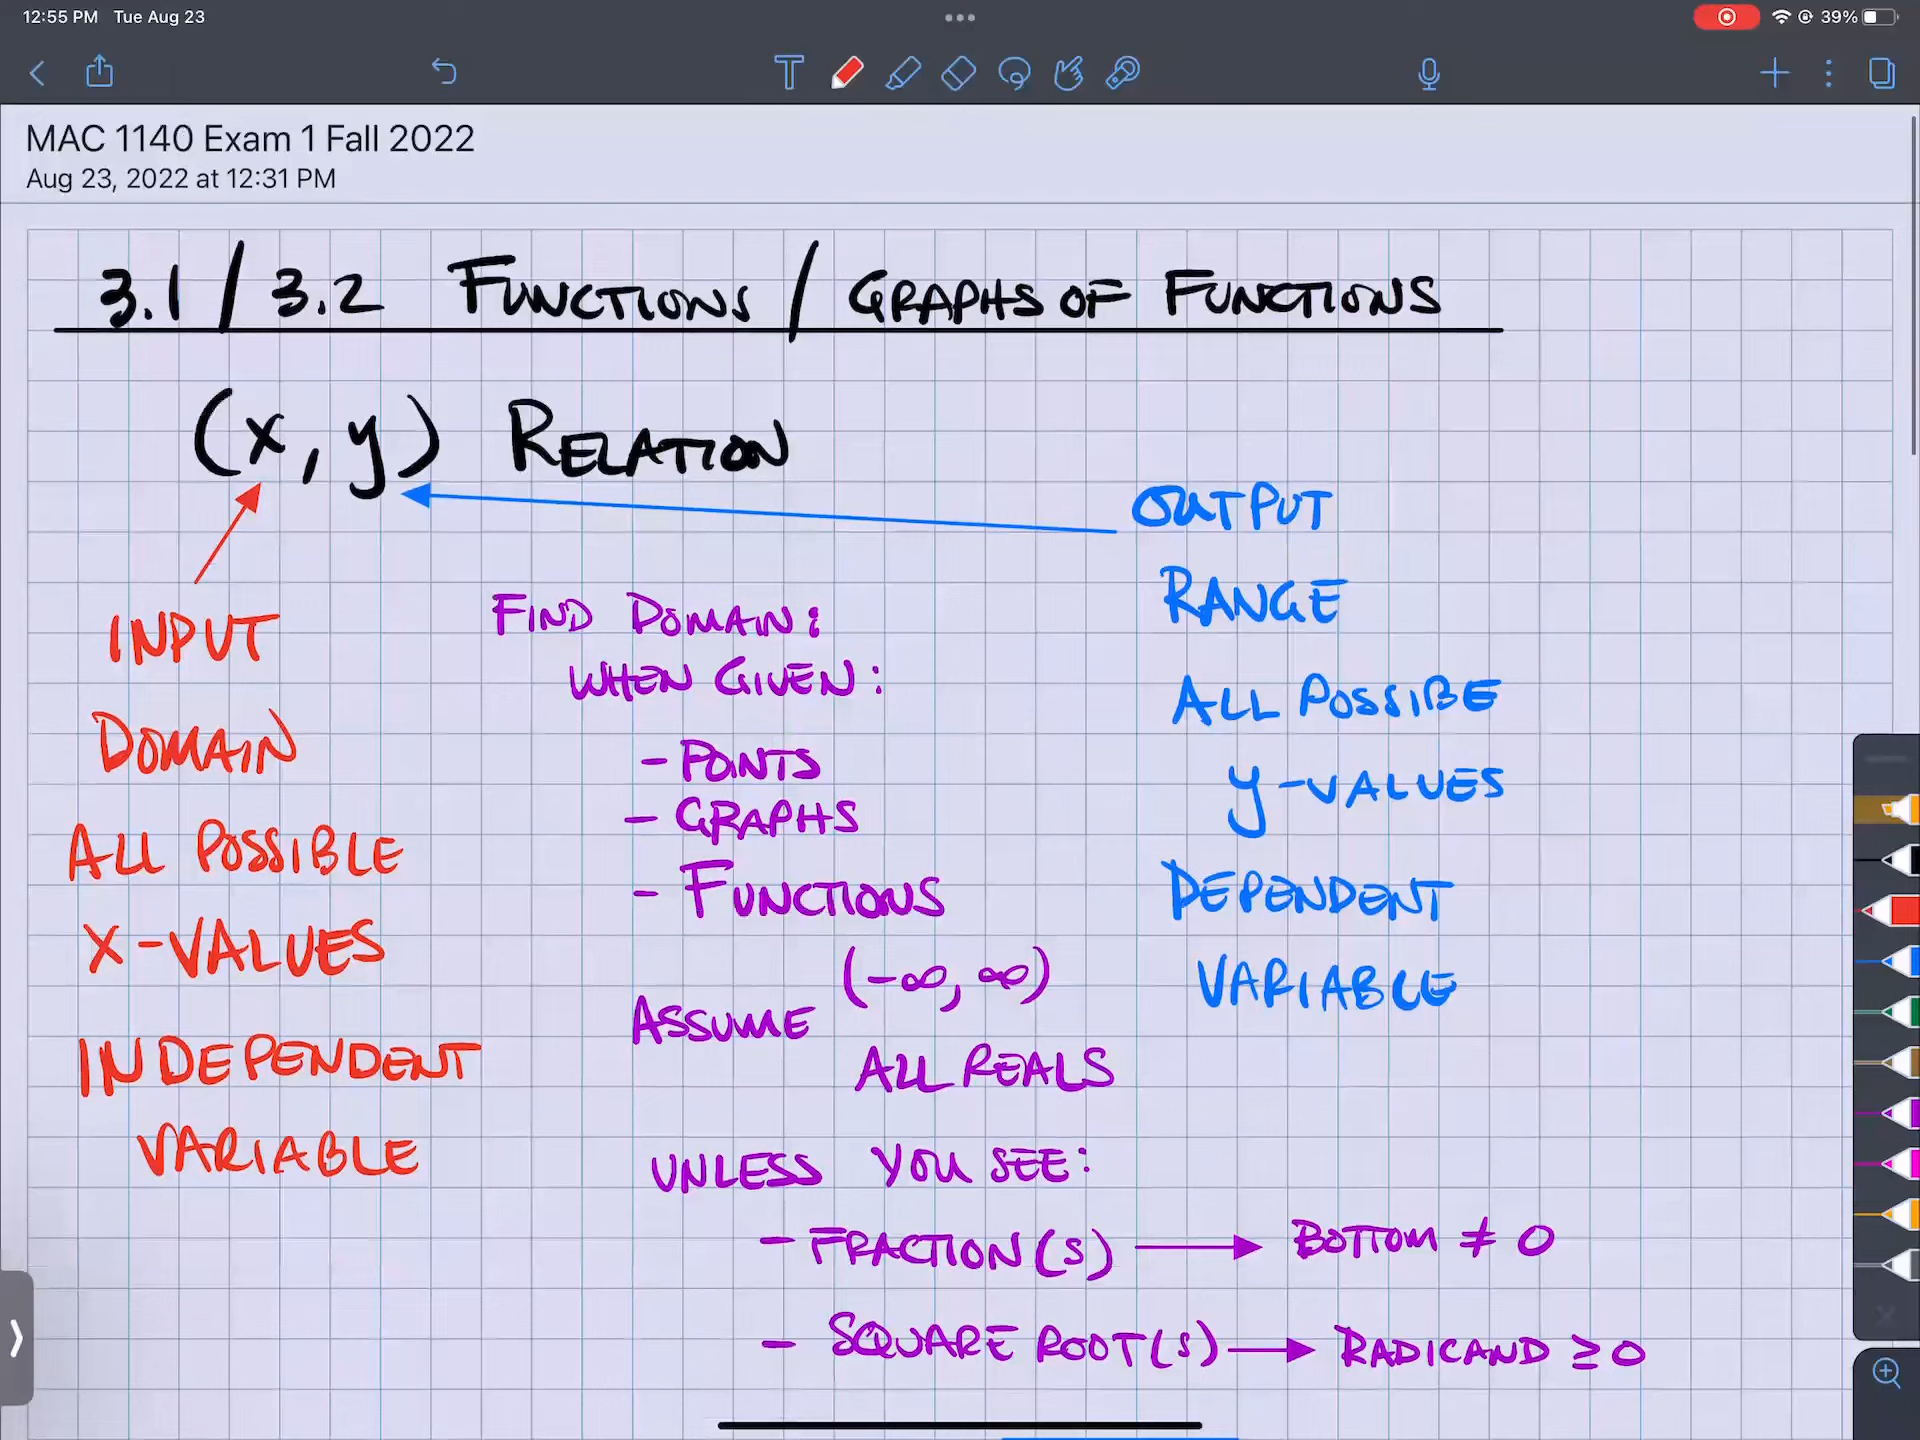 12:55 PM Tue Aug 23
39%
MAC 1140 Exam 1 Fall 2022
Aug 23, 2022 at 12:31 PM
3.1 / 3.2 FUNCTIONS / GRAPHS OF FUNCTIONS
(x, y) RELATION
INPUT
DOMAIN
ALL POSSIBLE
X-VALUES
INDEPENDENT
VARIABLE
FIND DOMAIN:
WHEN GIVEN:
- POINTS
- GRAPHS
- FUNCTIONS
ASSUME (-∞, ∞)
ALL REALS
UNLESS YOU SEE:
- FRACTION(S) → BOTTOM ≠ 0
- SQUARE ROOT(S) → RADICAND ≥ 0
OUTPUT
RANGE
ALL POSSIBE
y-VALUES
DEPENDENT
VARIABLE